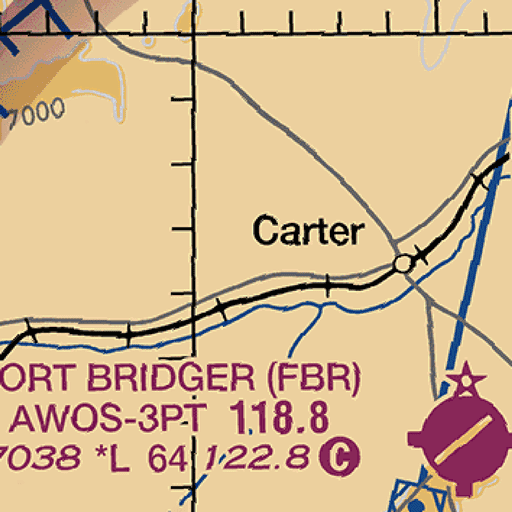 7000
Carter
ORT BRIDGER (FBR)
AWOS-3PT 118.8
7038 *L 64 122.8 C